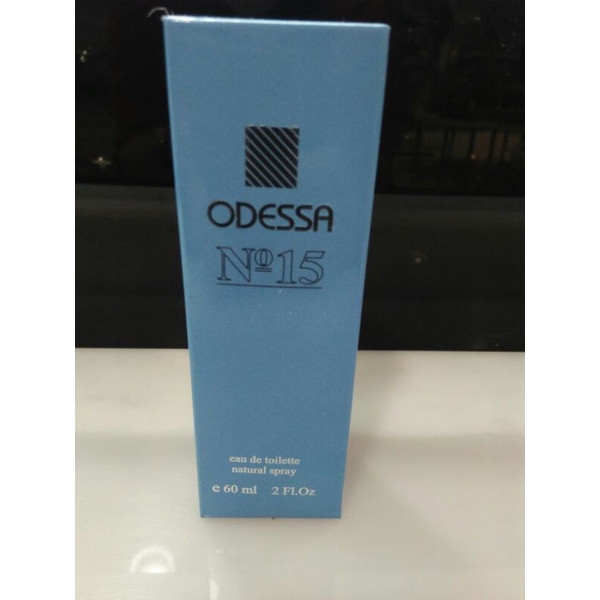 ODESSA
Nº15
eau de toilette
natural spray
e 60 ml 2 Fl.Oz